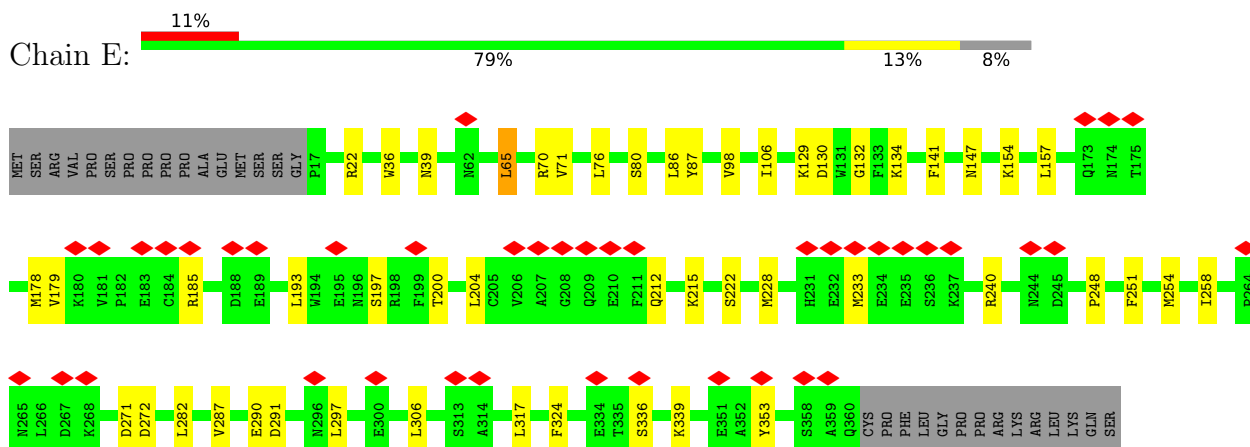 11%
Chain E:
79% 13% 8%
MET SER ARG VAL PRO SER PRO PRO PRO PRO ALA GLU MET SER SER GLY P17 R22 W36 N39 N62 L65 R70 V71 L76 S80 L86 Y87 V98 I106 K129 D130 W131 G132 F133 K134 F141 N147 K154 L157 Q173 N174 T175
M178 V179 K180 V181 P182 E183 C184 R185 D188 E189 L193 W194 E195 N196 S197 R198 F199 T200 L204 C205 V206 A207 G208 Q209 E210 F211 Q212 K215 S222 M228 H231 E232 M233 E234 E235 S236 K237 R240 N244 D245 P248 F251 M254 I258 P264
N265 L266 D267 K268 D271 D272 L282 V287 E290 D291 N296 L297 E300 L306 S313 A314 L317 F324 E334 T335 S336 K339 E351 A352 Y353 S358 A359 Q360 CYS PRO PHE LEU GLY PRO PRO ARG LYS ARG LEU LYS GLN SER